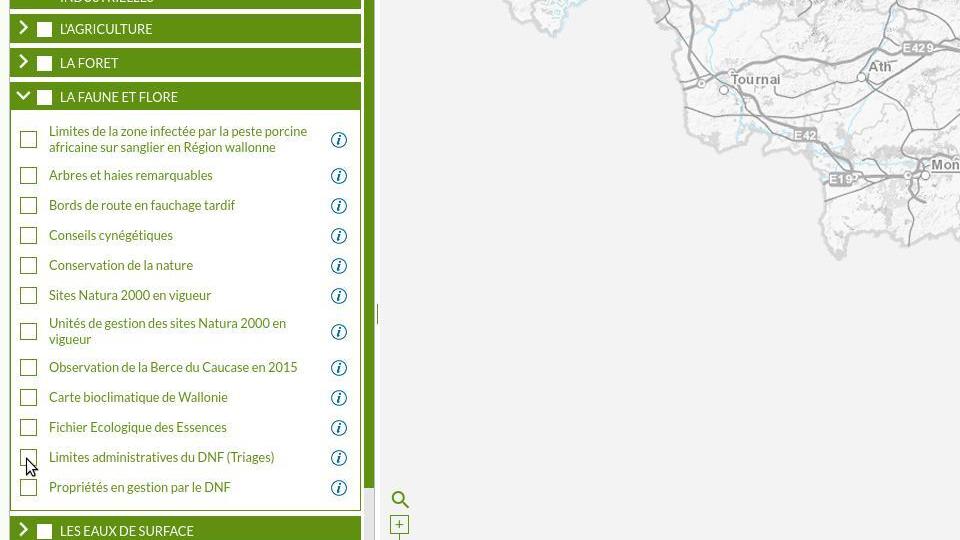 INDUSTRIELLES
L'AGRICULTURE
LA FORET
LA FAUNE ET FLORE
Limites de la zone infectée par la peste porcine
africaine sur sanglier en Région wallonne
Arbres et haies remarquables
Bords de route en fauchage tardif
Conseils cynégétiques
Conservation de la nature
Sites Natura 2000 en vigueur
Unités de gestion des sites Natura 2000 en
vigueur
Observation de la Berce du Caucase en 2015
Carte bioclimatique de Wallonie
Fichier Ecologique des Essences
Limites administratives du DNF (Triages)
Propriétés en gestion par le DNF
LES EAUX DE SURFACE
E429
Ath
Tournai
E42
Mon
E19
+